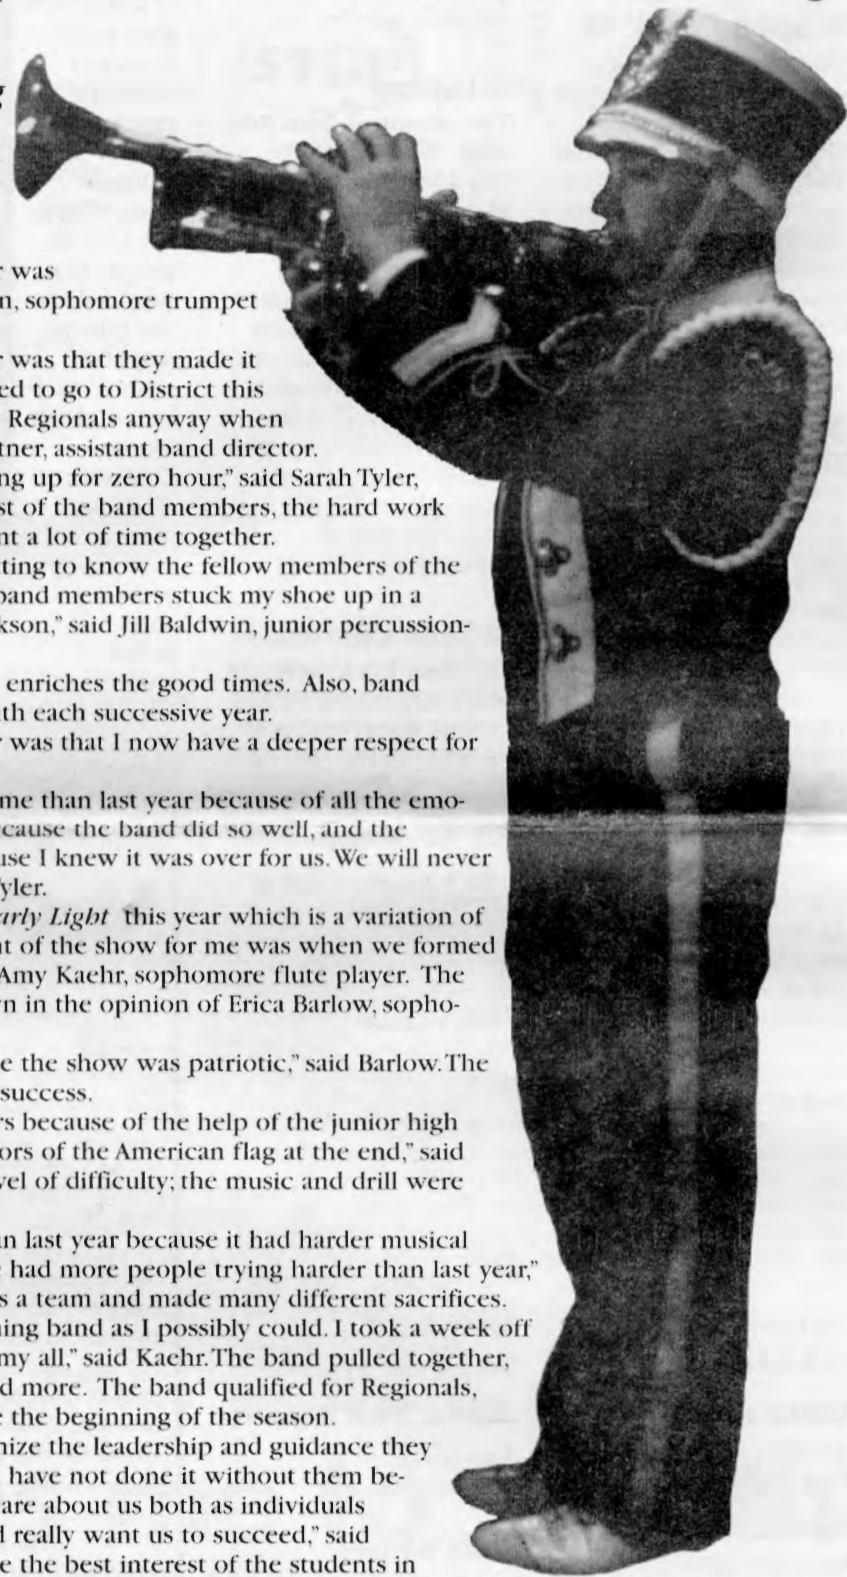 r was
n, sophomore trumpet
r was that they made it
ed to go to District this
Regionals anyway when
tner, assistant band director.
ng up for zero hour," said Sarah Tyler,
st of the band members, the hard work
nt a lot of time together.
tting to know the fellow members of the
band members stuck my shoe up in a
kson," said Jill Baldwin, junior percussion-
enriches the good times. Also, band
th each successive year.
r was that I now have a deeper respect for
me than last year because of all the emo-
cause the band did so well, and the
use I knew it was over for us. We will never
Tyler.
arly Light this year which is a variation of
nt of the show for me was when we formed
Amy Kaehr, sophomore flute player. The
n in the opinion of Erica Barlow, sopho-
e the show was patriotic," said Barlow. The
success.
rs because of the help of the junior high
ors of the American flag at the end," said
vel of difficulty; the music and drill were
an last year because it had harder musical
e had more people trying harder than last year,"
s a team and made many different sacrifices.
ning band as I possibly could. I took a week off
my all," said Kaehr. The band pulled together,
d more. The band qualified for Regionals,
e the beginning of the season.
nize the leadership and guidance they
have not done it without them be-
are about us both as individuals
d really want us to succeed," said
e the best interest of the students in